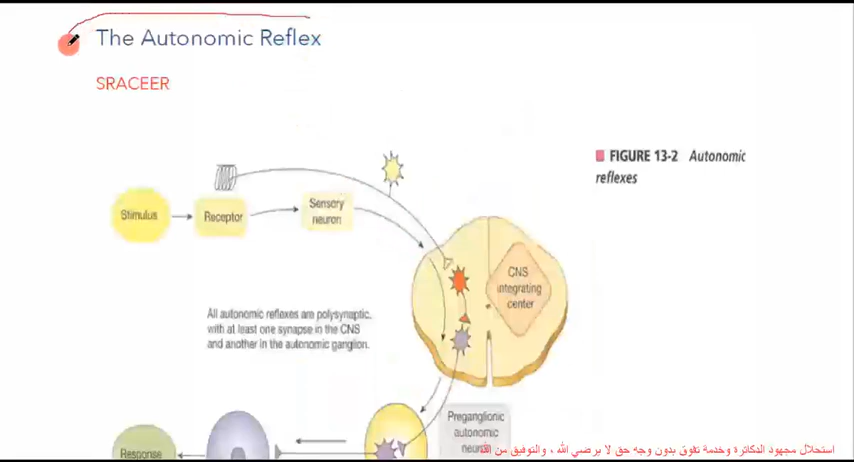 The Autonomic Reflex
SRACEER
FIGURE 13-2 Autonomic
reflexes
Stimulus
Receptor
Sensory
neuron
CNS
integrating
center
All autonomic reflexes are polysynaptic,
with at least one synapse in the CNS
and another in the autonomic ganglion.
Preganglionic
autonomic
Response
استحلال مجهود الدكاترة وخدمة تفوق بدون وجه حق لا يرضي الله ، والتوفيق من الله